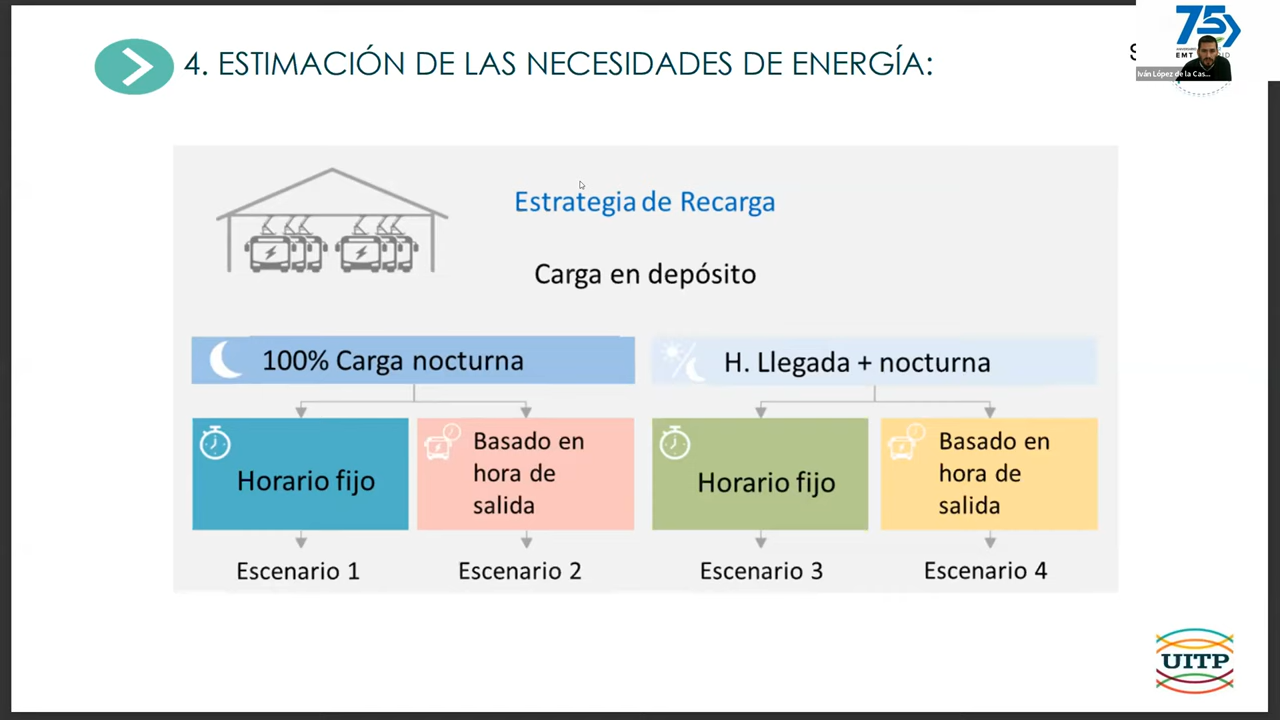 4. ESTIMACIÓN DE LAS NECESIDADES DE ENERGÍA:
75
EMT
Iván López de la Cas...
Estrategia de Recarga
Carga en depósito
100% Carga nocturna
H. Llegada + nocturna
Horario fijo
Basado en
hora de
salida
Horario fijo
Basado en
hora de
salida
Escenario 1
Escenario 2
Escenario 3
Escenario 4
UITP